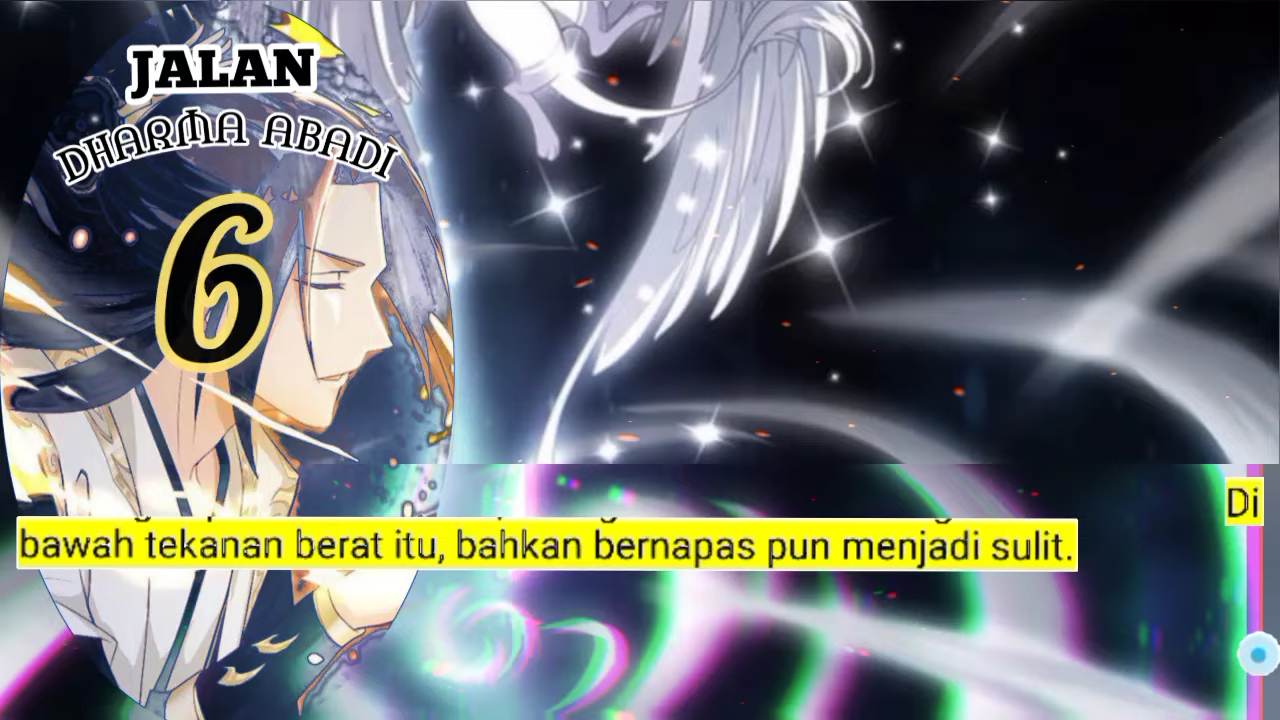 JALAN
DHARMA ABADI
6
Di
bawah tekanan berat itu, bahkan bernapas pun menjadi sulit.